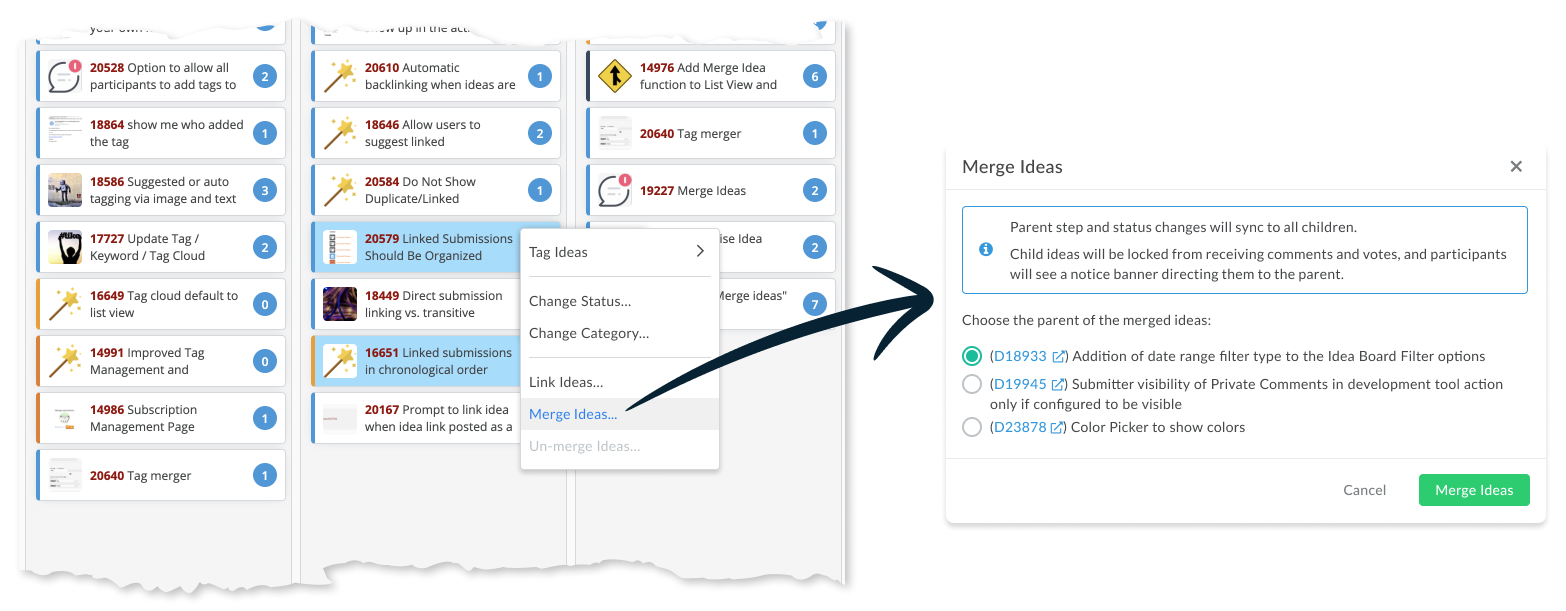 your own
20528 Option to allow all
participants to add tags to
2
18864 show me who added
the tag
1
18586 Suggested or auto
tagging via image and text
3
17727 Update Tag /
Keyword / Tag Cloud
2
16649 Tag cloud default to
list view
0
14991 Improved Tag
Management and
0
14986 Subscription
Management Page
1
20640 Tag merger
1
show up in the act
20610 Automatic
backlinking when ideas are
1
18646 Allow users to
suggest linked
2
20584 Do Not Show
Duplicate/Linked
1
20579 Linked Submissions
Should Be Organized
18449 Direct submission
linking vs. transitive
16651 Linked submissions
in chronological order
20167 Prompt to link idea
when idea link posted as a
14976 Add Merge Idea
function to List View and
6
20640 Tag merger
1
19227 Merge Ideas
2
ise Idea
2
Merge ideas"
7
Tag Ideas
Change Status...
Change Category...
Link Ideas...
Merge Ideas...
Un-merge Ideas...
Merge Ideas
Parent step and status changes will sync to all children.
Child ideas will be locked from receiving comments and votes, and participants
will see a notice banner directing them to the parent.
Choose the parent of the merged ideas:
(D18933) Addition of date range filter type to the Idea Board Filter options
(D19945) Submitter visibility of Private Comments in development tool action
only if configured to be visible
(D23878) Color Picker to show colors
Cancel
Merge Ideas